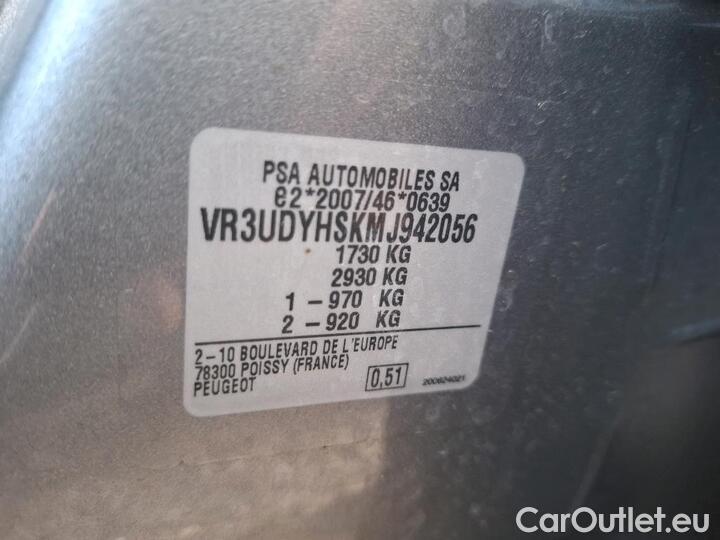 PSA AUTOMOBILES SA
e2*2007/46*0639
VR3UDYHSKMJ942056
1730 KG
2930 KG
1 – 970 KG
2 – 920 KG
2 – 10 BOULEVARD DE L'EUROPE
78300 POISSY (FRANCE)
PEUGEOT
0,51
200624021
CarOutlet.eu